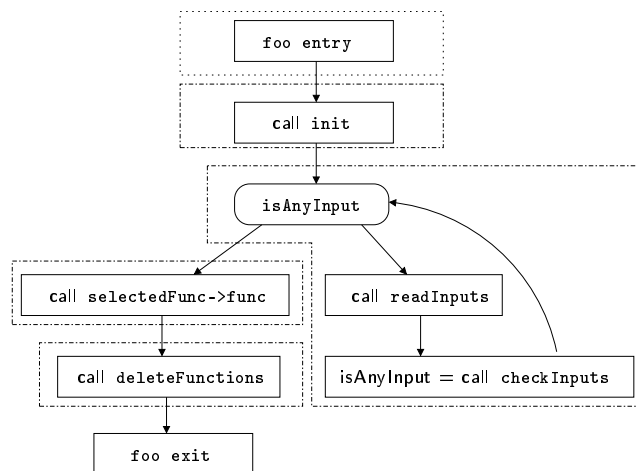 foo entry
call init
isAnyInput
call selectedFunc->func
call readInputs
call deleteFunctions
isAnyInput = call checkInputs
foo exit